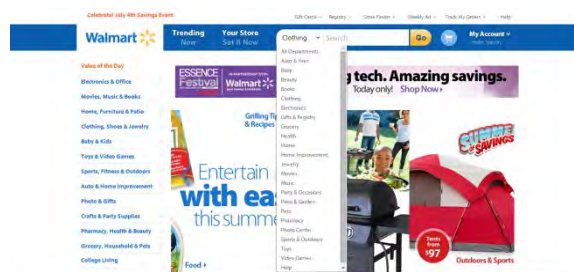 Celebrate! July 4th Savings Event
Gift Cards Registry Store Finder Weekly Ad Track My Orders Help
Walmart
Trending Now
Your Store Set It Now
Clothing Search Go
My Account
Hello. Sign In
Value of the Day
Electronics & Office
Movies, Music & Books
Home, Furniture & Patio
Clothing, Shoes & Jewelry
Baby & Kids
Toys & Video Games
Sports, Fitness & Outdoors
Auto & Home Improvement
Photo & Gifts
Crafts & Party Supplies
Pharmacy, Health & Beauty
Grocery, Household & Pets
College Living
All Departments
Auto & Tires
Baby
Beauty
Books
Clothing
Electronics
Gifts & Registry
Grocery
Health
Home
Home Improvement
Jewelry
Movies
Music
Party & Occasions
Patio & Garden
Pets
Pharmacy
Photo Center
Sports & Outdoors
Toys
Video Games
Help
ESSENCE
Festival
Walmart
g tech. Amazing savings.
Today only! Shop Now
Grilling Tip
& Recipes
Entertain
with ea
this summe
Food
SUMMER
of SAVINGS
Tents
from
$97
Outdoors & Sports